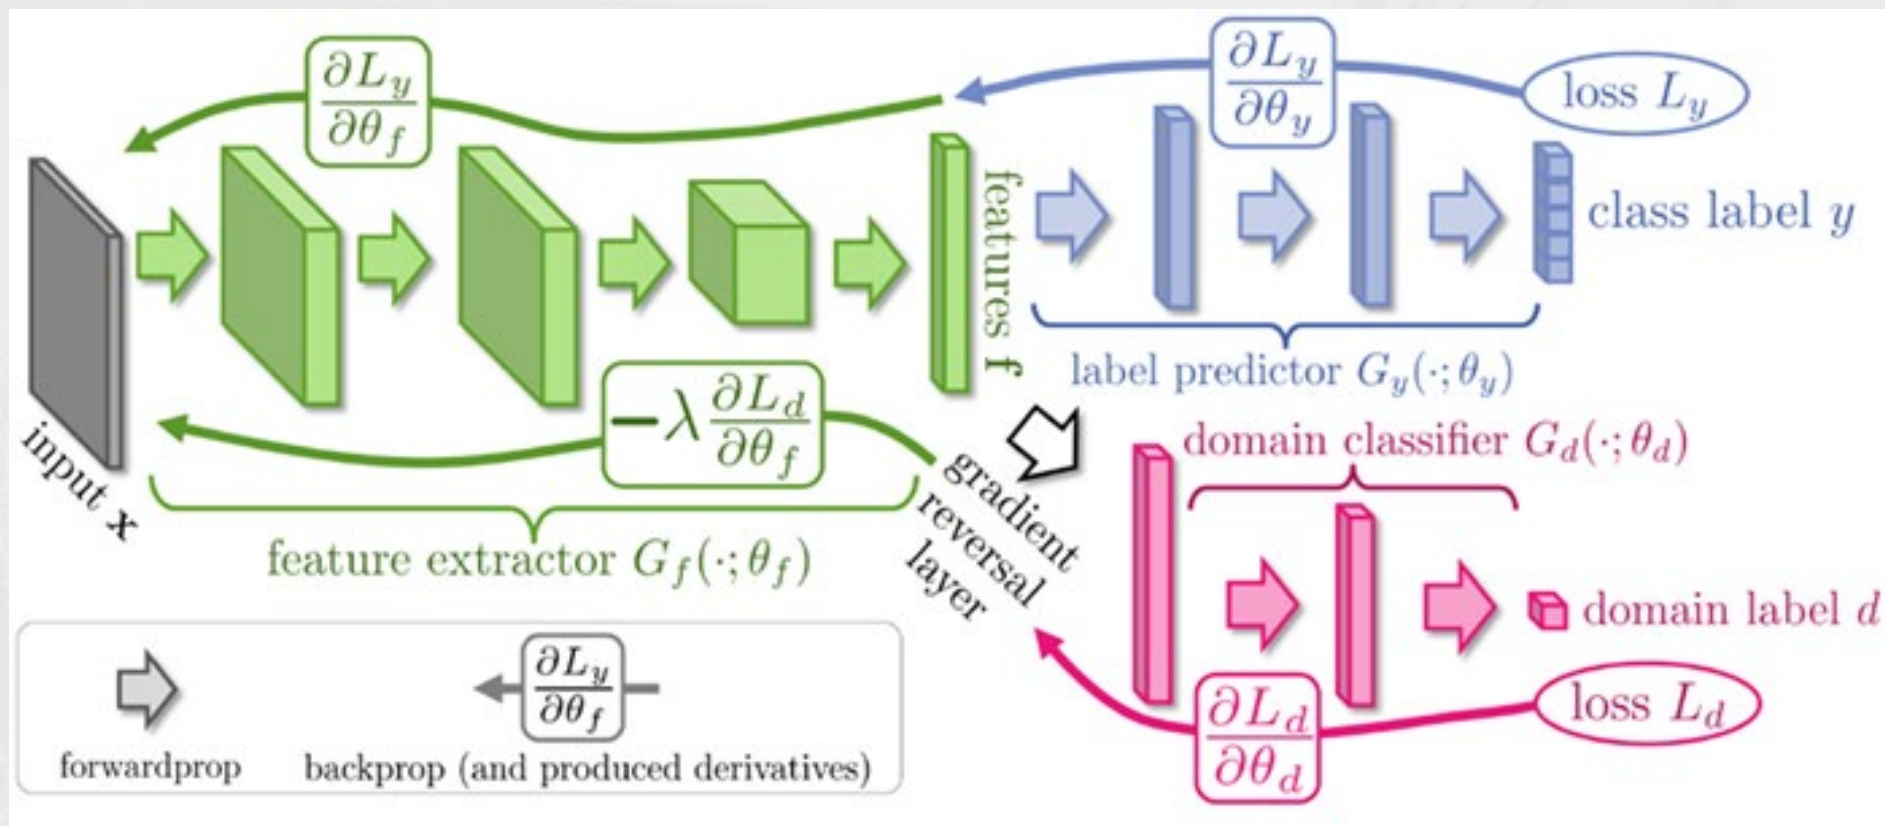 ∂L_y/∂θ_f
∂L_y/∂θ_y
loss L_y
features f
class label y
label predictor G_y(·;θ_y)
−λ ∂L_d/∂θ_f
input x
feature extractor G_f(·;θ_f)
gradient
reversal
layer
domain classifier G_d(·;θ_d)
domain label d
loss L_d
∂L_d/∂θ_d
∂L_y/∂θ_f
forwardprop
backprop (and produced derivatives)